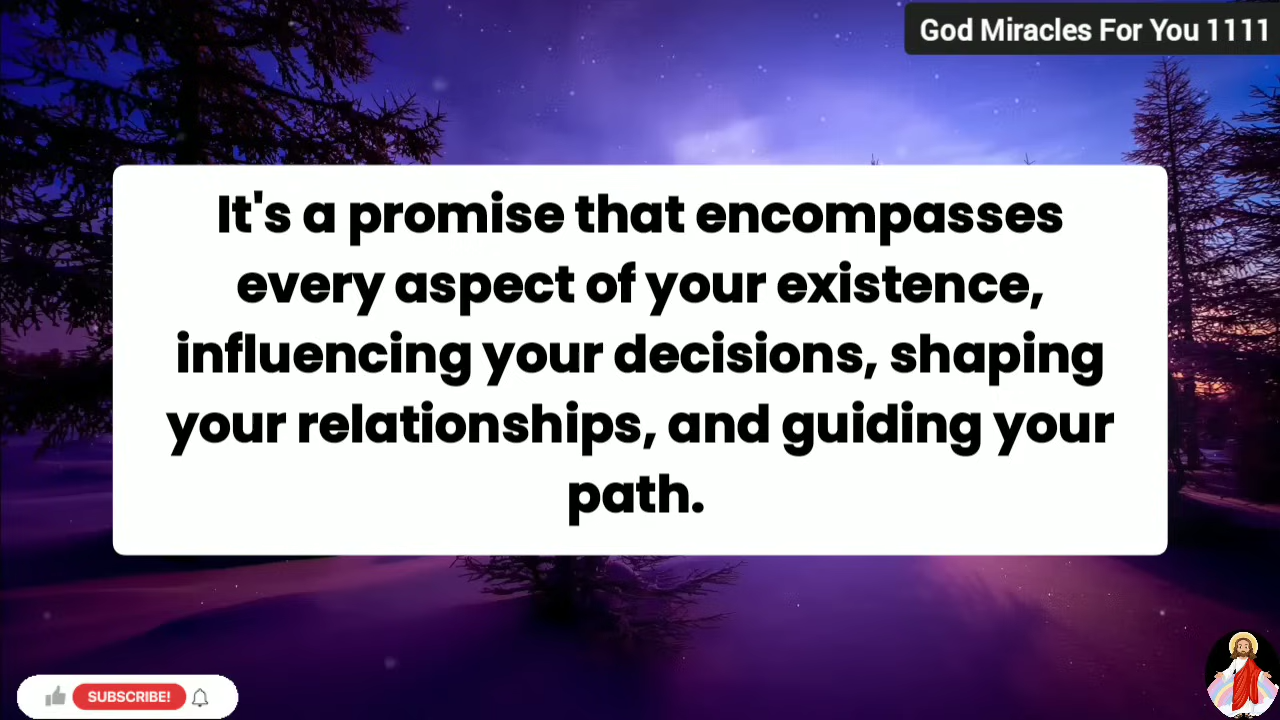 God Miracles For You 1111
It's a promise that encompasses
every aspect of your existence,
influencing your decisions, shaping
your relationships, and guiding your
path.
SUBSCRIBE!